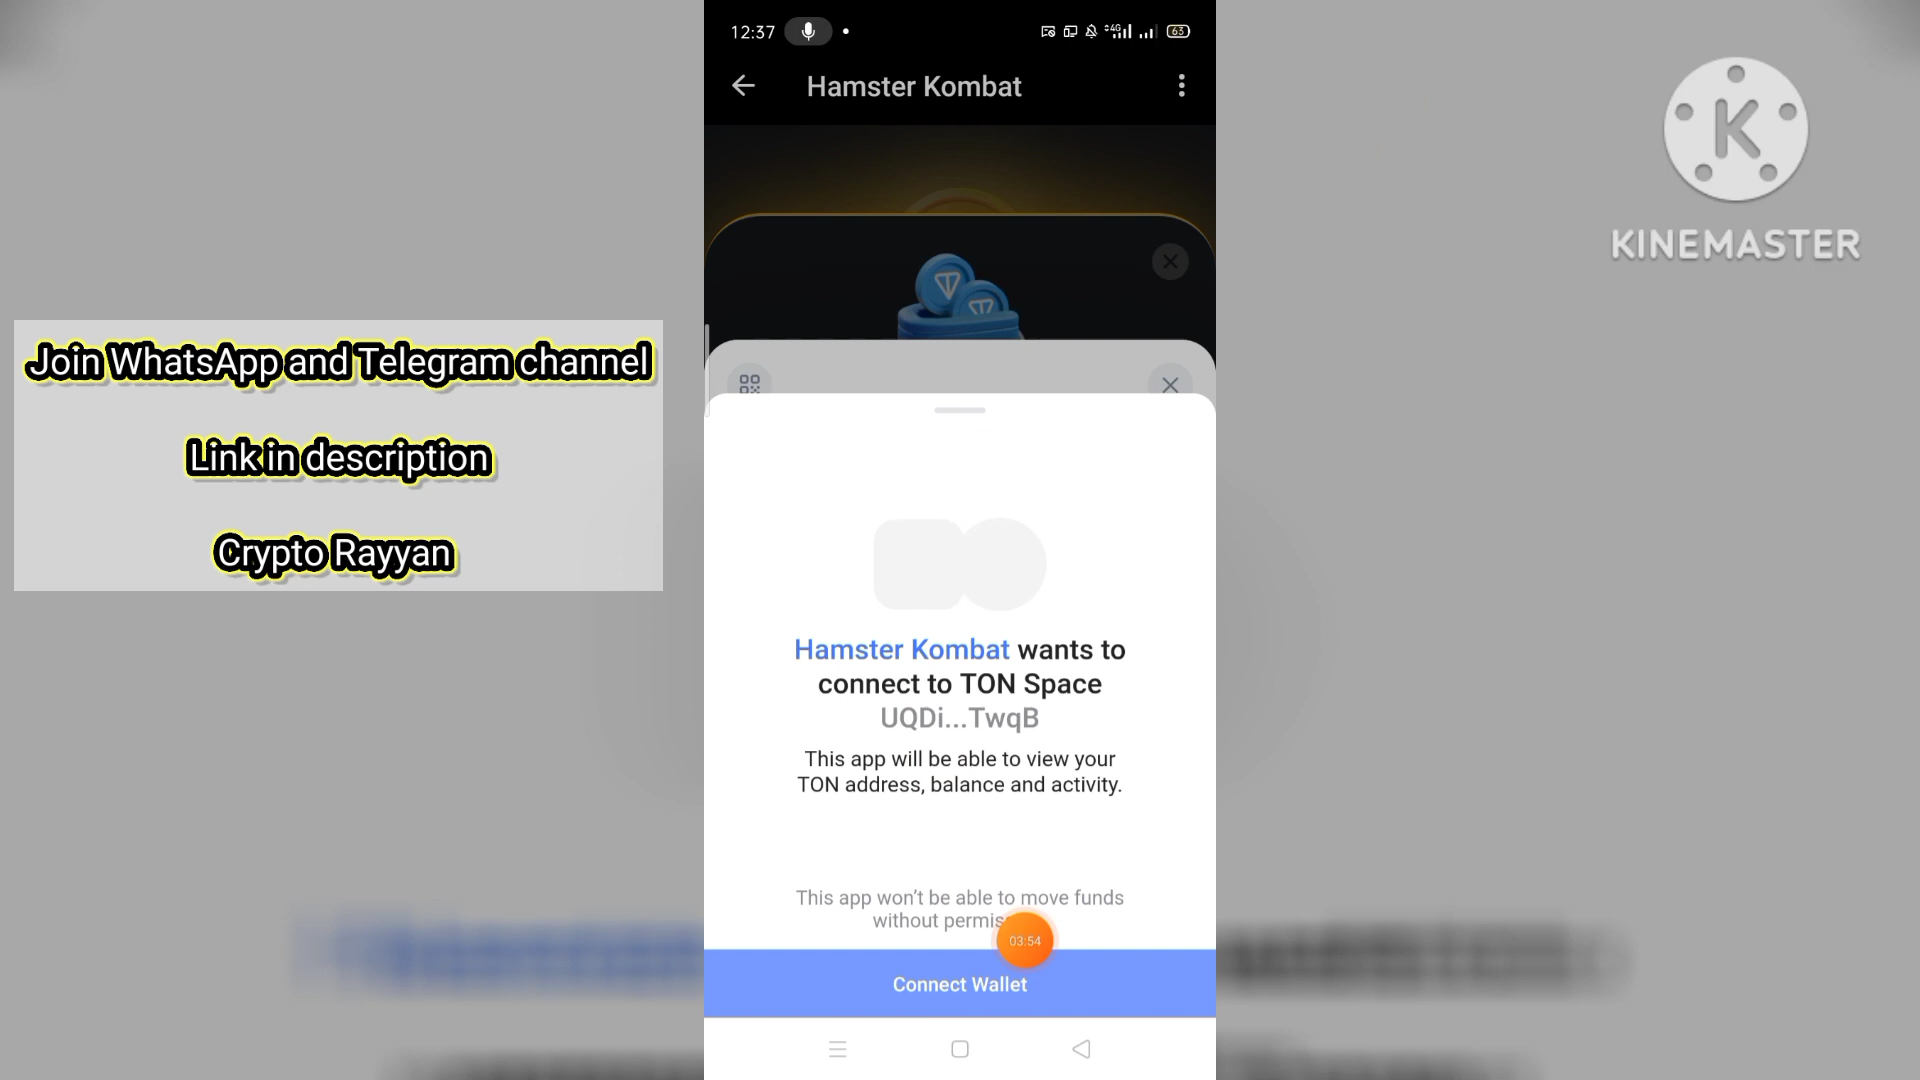 12:37
4G
63
Hamster Kombat
KINEMASTER
Join WhatsApp and Telegram channel
Link in description
Crypto Rayyan
Hamster Kombat wants to
connect to TON Space
UQDi...TwqB
This app will be able to view your
TON address, balance and activity.
This app won't be able to move funds
without
03:54
Connect Wallet